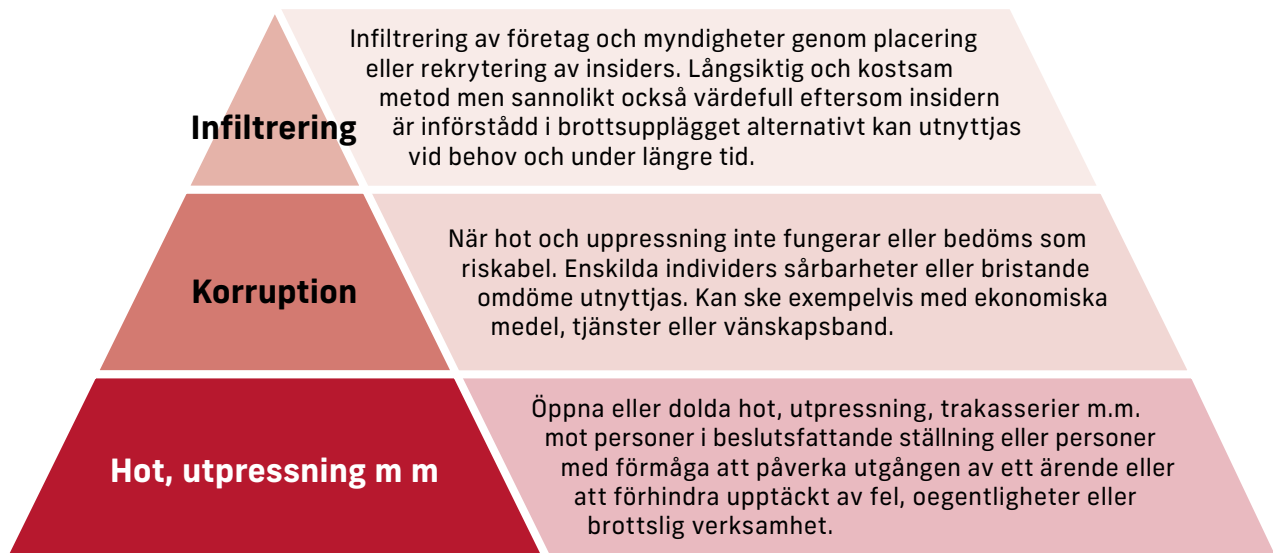 Infiltrering
Infiltrering av företag och myndigheter genom placering
eller rekrytering av insiders. Långsiktig och kostsam
metod men sannolikt också värdefull eftersom insidern
är införstådd i brottsupplägget alternativt kan utnyttjas
vid behov och under längre tid.
Korruption
När hot och uppressning inte fungerar eller bedöms som
riskabel. Enskilda individers sårbarheter eller bristande
omdöme utnyttjas. Kan ske exempelvis med ekonomiska
medel, tjänster eller vänskapsband.
Hot, utpressning m m
Öppna eller dolda hot, utpressning, trakasserier m.m.
mot personer i beslutsfattande ställning eller personer
med förmåga att påverka utgången av ett ärende eller
att förhindra upptäckt av fel, oegentligheter eller
brottslig verksamhet.